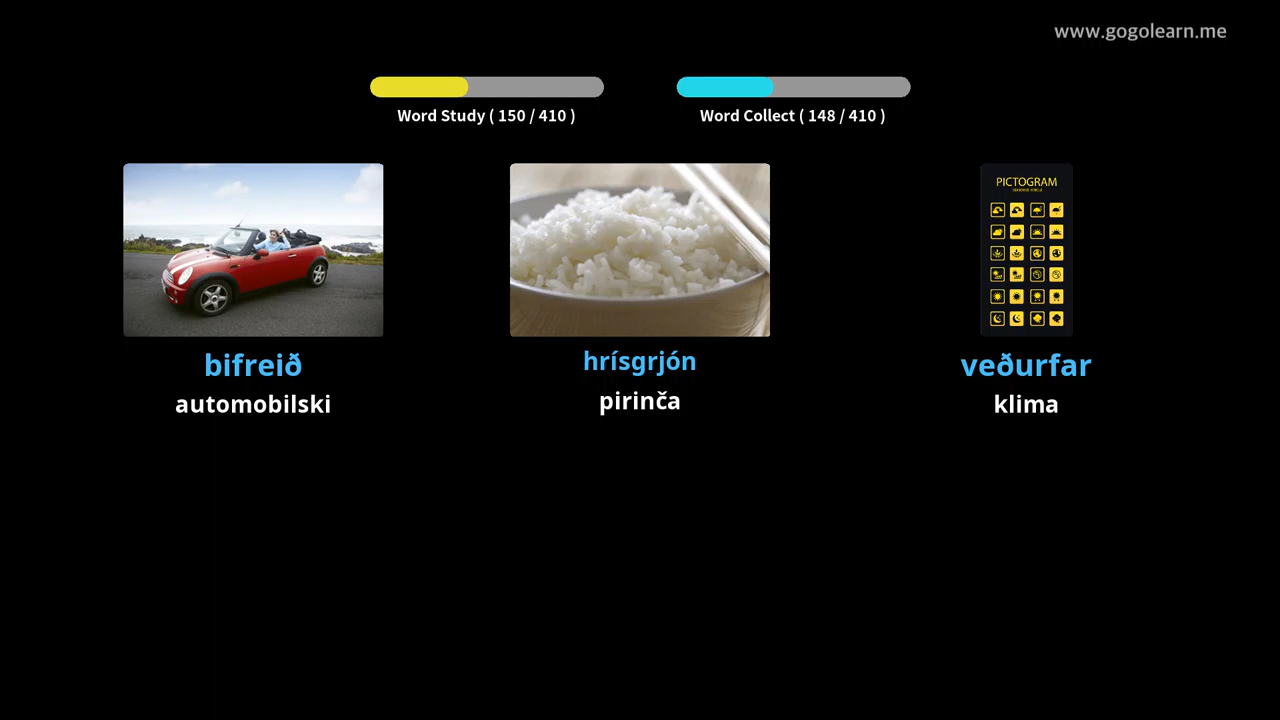 www.gogolearn.me
Word Study ( 150 / 410 )
Word Collect ( 148 / 410 )
PICTOGRAM
bifreið
automobilski
hrísgrjón
pirinča
veðurfar
klima